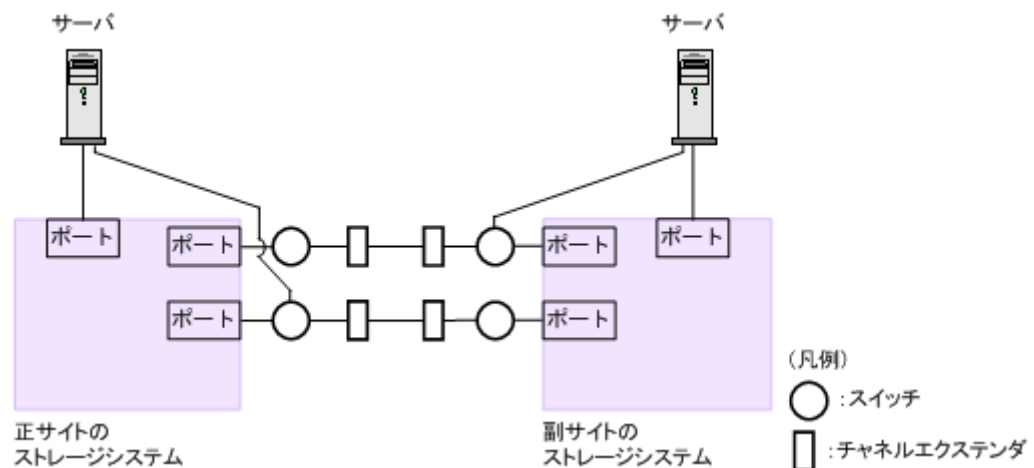 サーバ
サーバ
ポート
ポート
ポート
ポート
ポート
ポート
正サイトの
ストレージシステム
副サイトの
ストレージシステム
(凡例)
:スイッチ
:チャネルエクステンダ